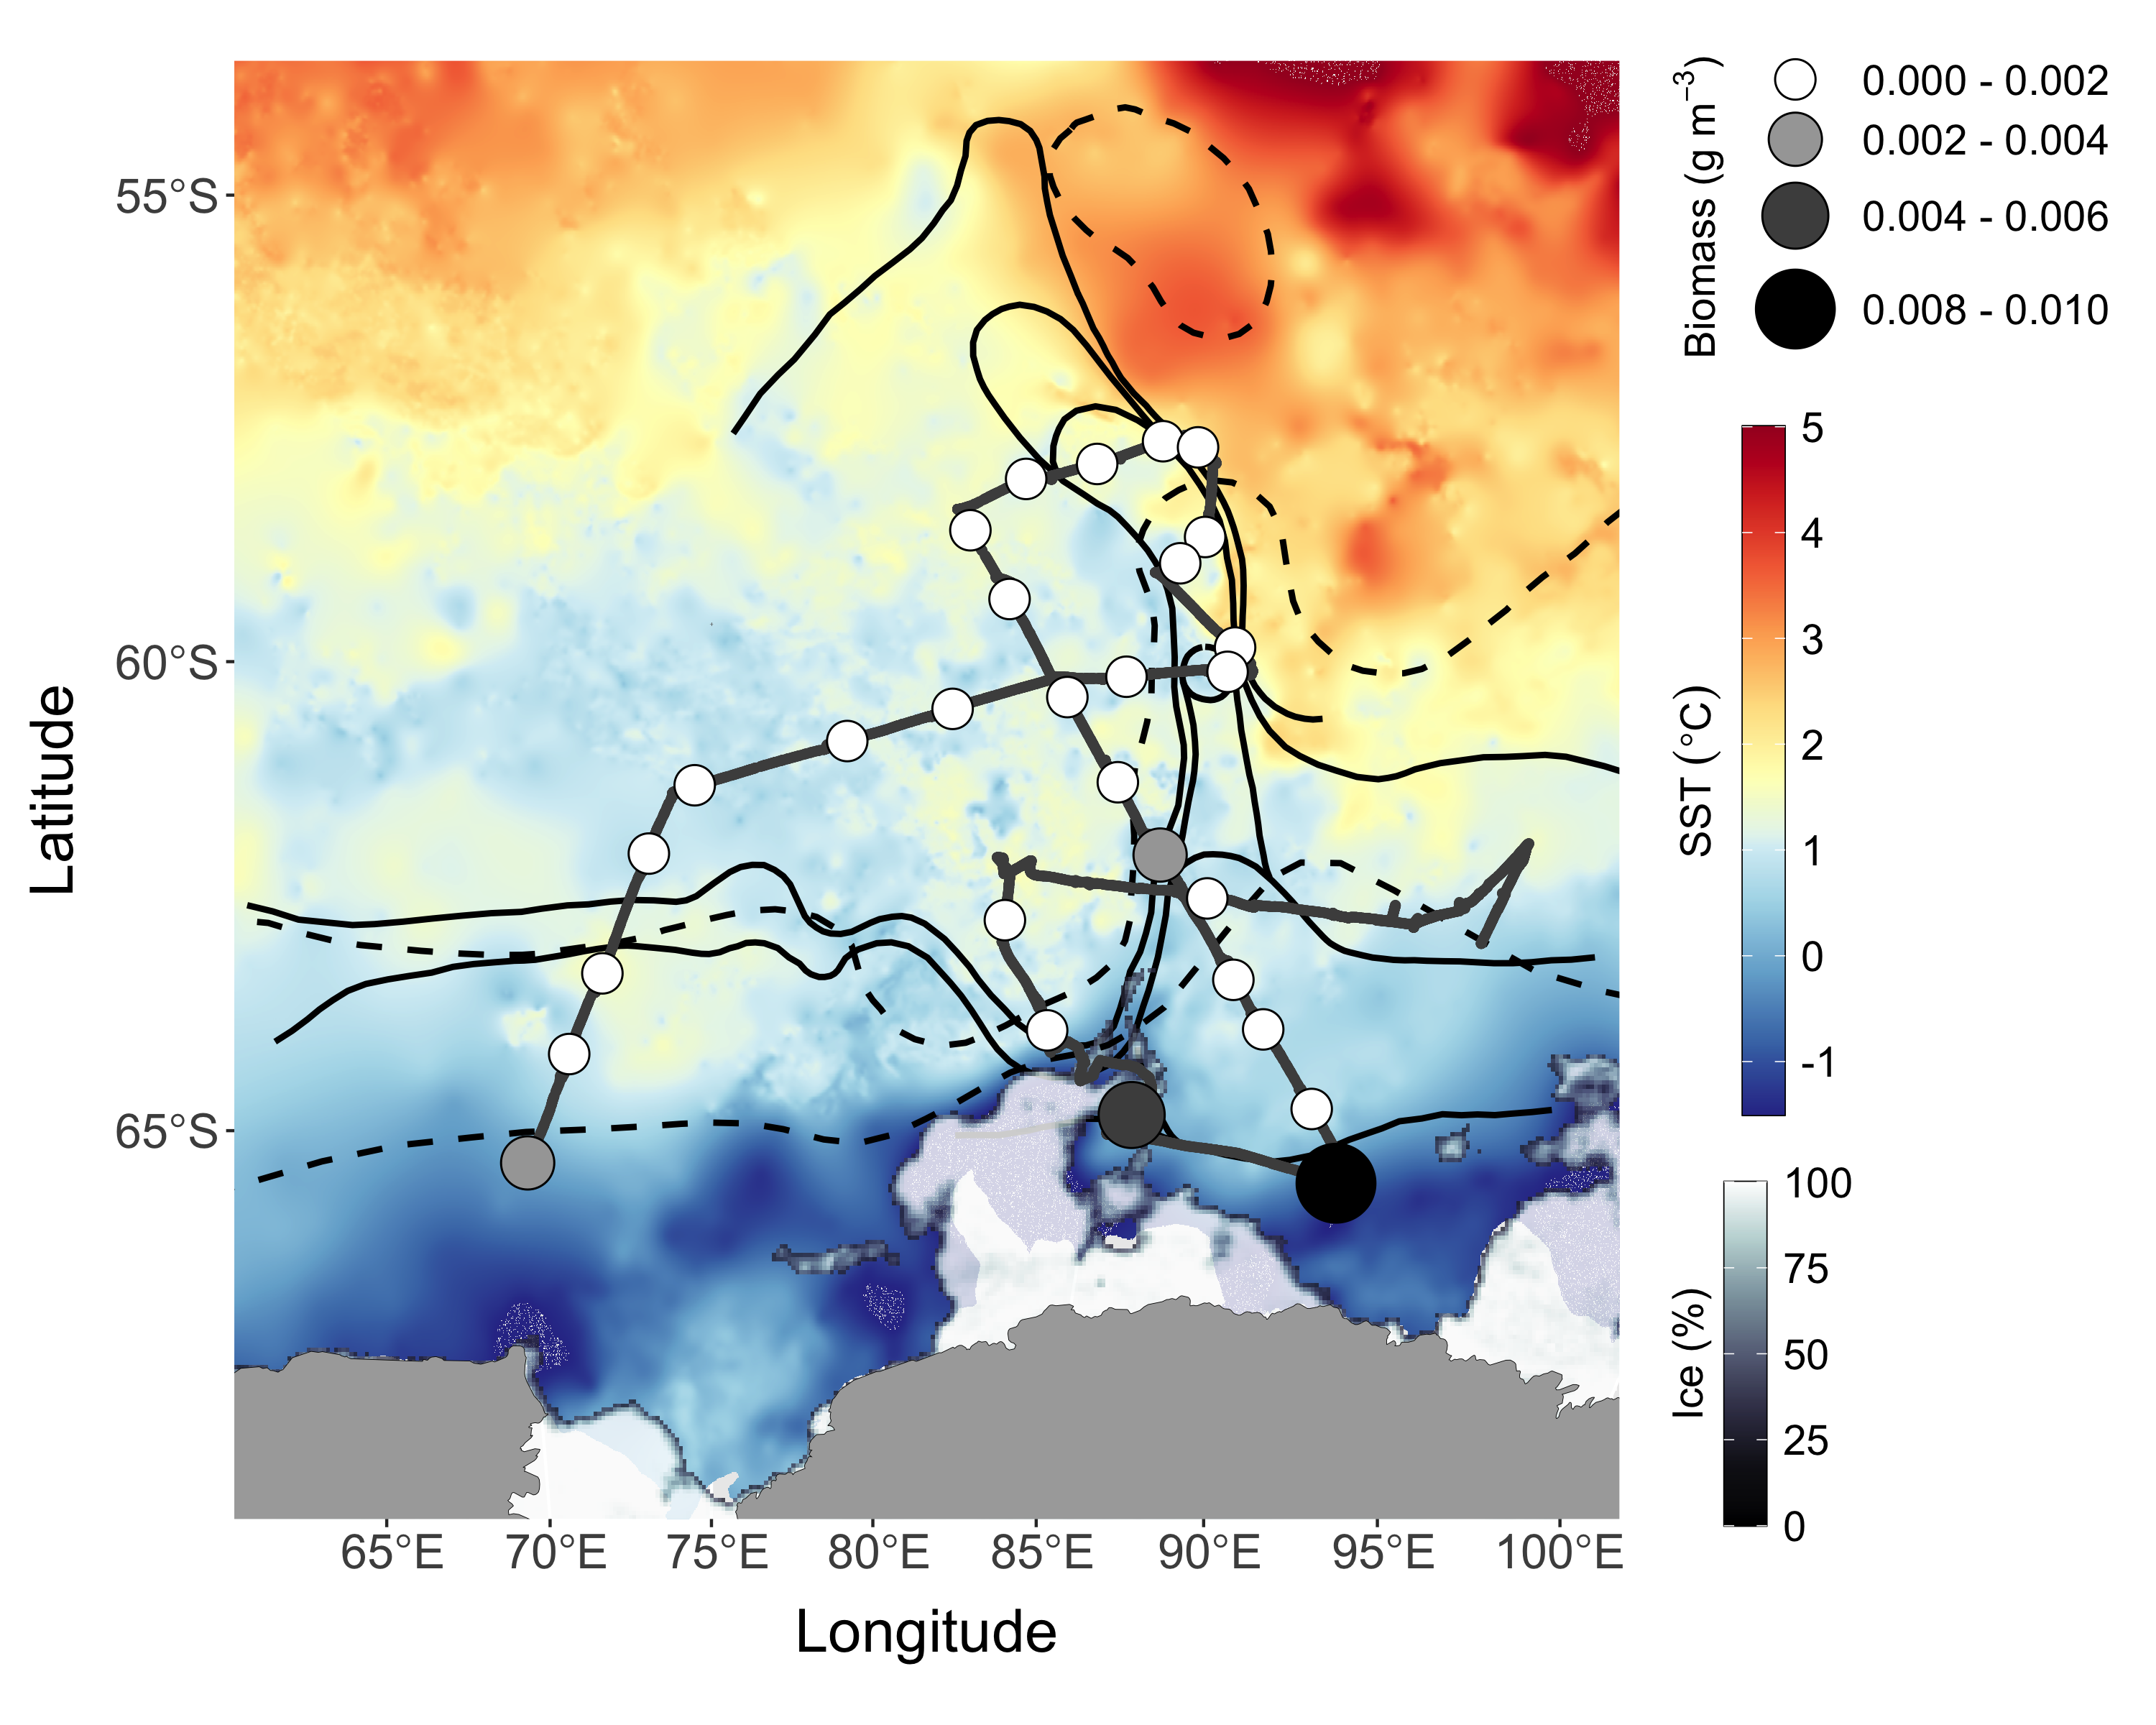 55°S
60°S
65°S
Latitude
65°E 70°E 75°E 80°E 85°E 90°E 95°E 100°E
Longitude
Biomass (g m⁻³)
0.000 - 0.002
0.002 - 0.004
0.004 - 0.006
0.008 - 0.010
SST (°C)
5
4
3
2
1
0
-1
Ice (%)
100
75
50
25
0